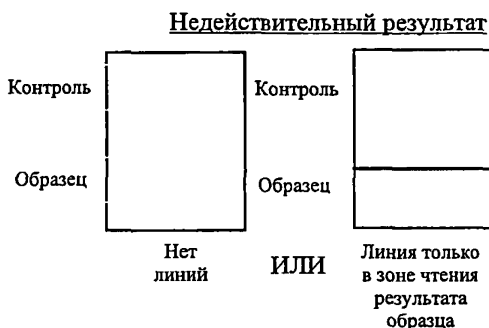 Недействительный результат
Контроль
Контроль
Образец
Образец
Нет
линий
ИЛИ
Линия только
в зоне чтения
результата
образца